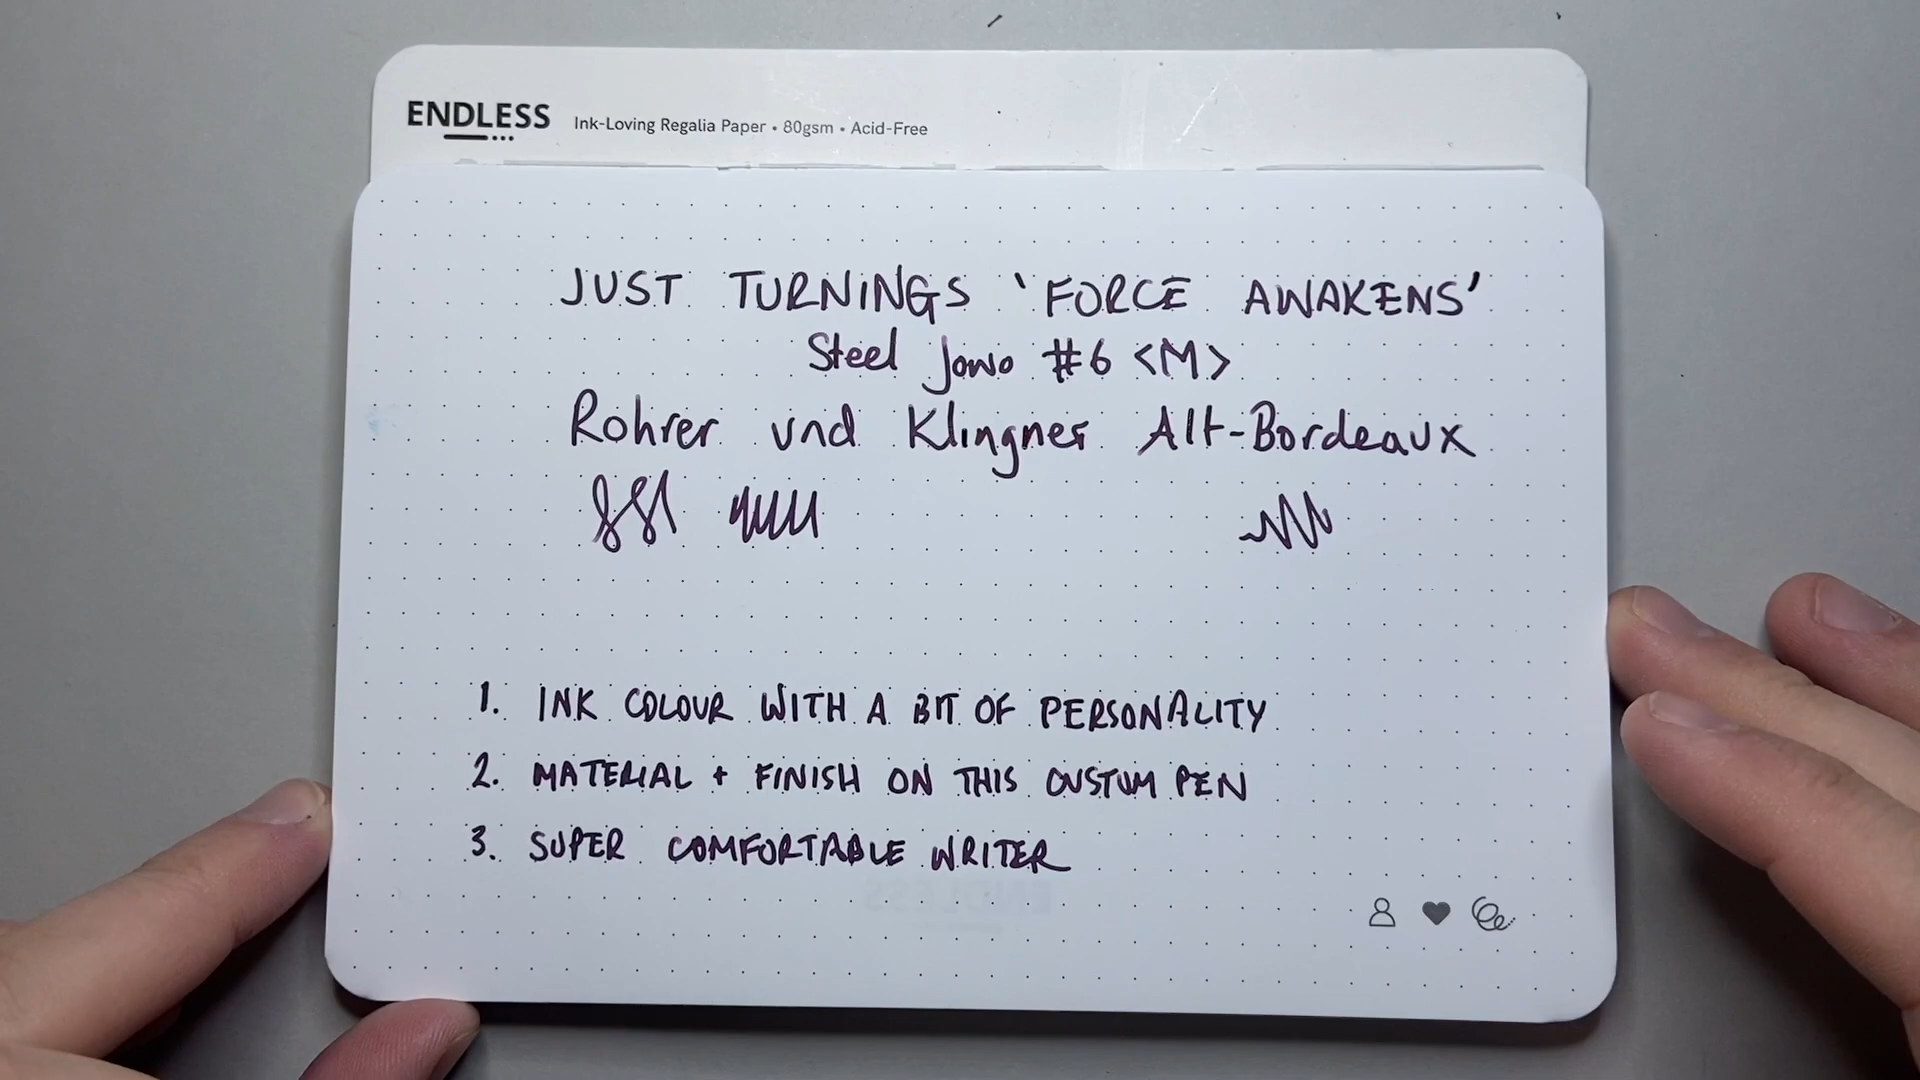 ENDLESS
Ink-Loving Regalia Paper • 80gsm • Acid-Free
JUST TURNINGS 'FORCE AWAKENS'
Steel Jowo #6 <M>
Rohrer und Klingner Alt-Bordeaux
1. INK COLOUR WITH A BIT OF PERSONALITY
2. MATERIAL + FINISH ON THIS CUSTUM PEN
3. SUPER COMFORTABLE WRITER